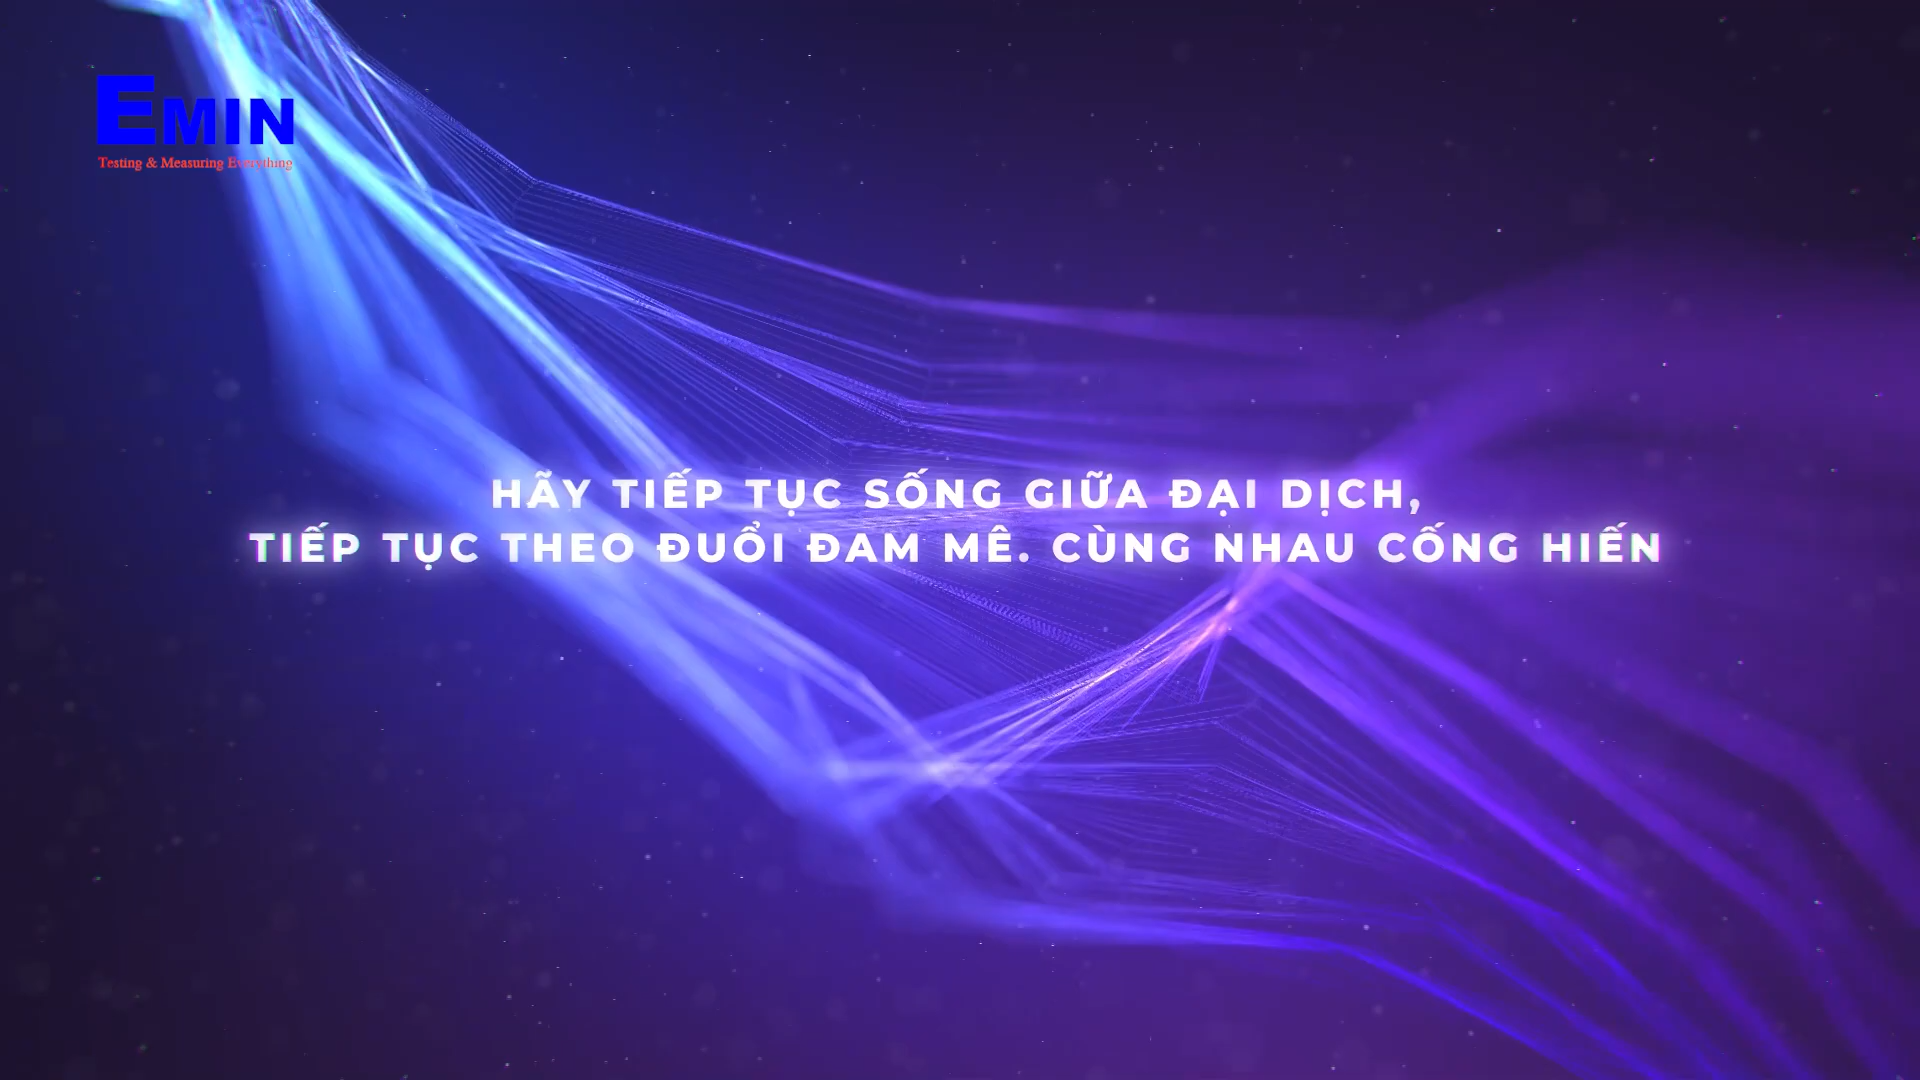 EMIN
Testing & Measuring Everything
HÃY TIẾP TỤC SỐNG GIỮA ĐẠI DỊCH,
TIẾP TỤC THEO ĐUỔI ĐAM MÊ. CÙNG NHAU CỐNG HIẾN